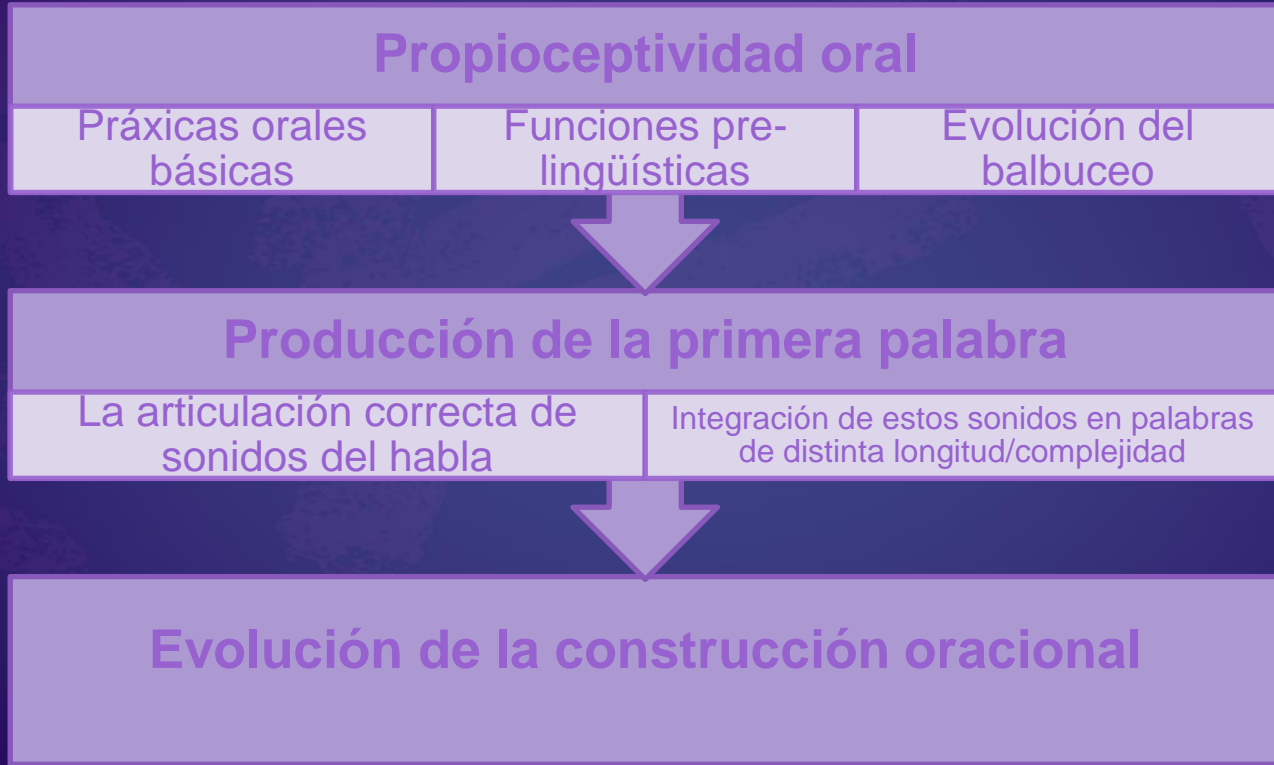 Propioceptividad oral
Práxicas orales
básicas
Funciones pre-
lingüísticas
Evolución del
balbuceo
Producción de la primera palabra
La articulación correcta de
sonidos del habla
Integración de estos sonidos en palabras
de distinta longitud/complejidad
Evolución de la construcción oracional